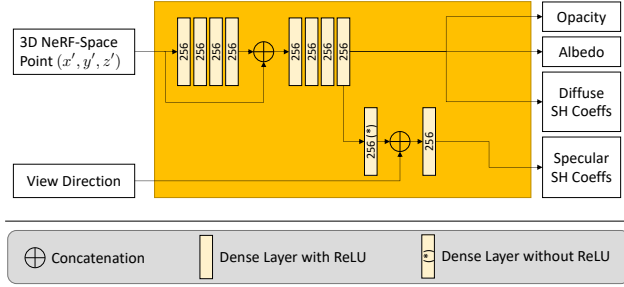 3D NeRF-Space
Point (x′, y′, z′)
256
256
256
256
256
256
256
256
Opacity
Albedo
Diffuse
SH Coeffs
256 (*)
256
Specular
SH Coeffs
View Direction
Concatenation
Dense Layer with ReLU
(*)
Dense Layer without ReLU